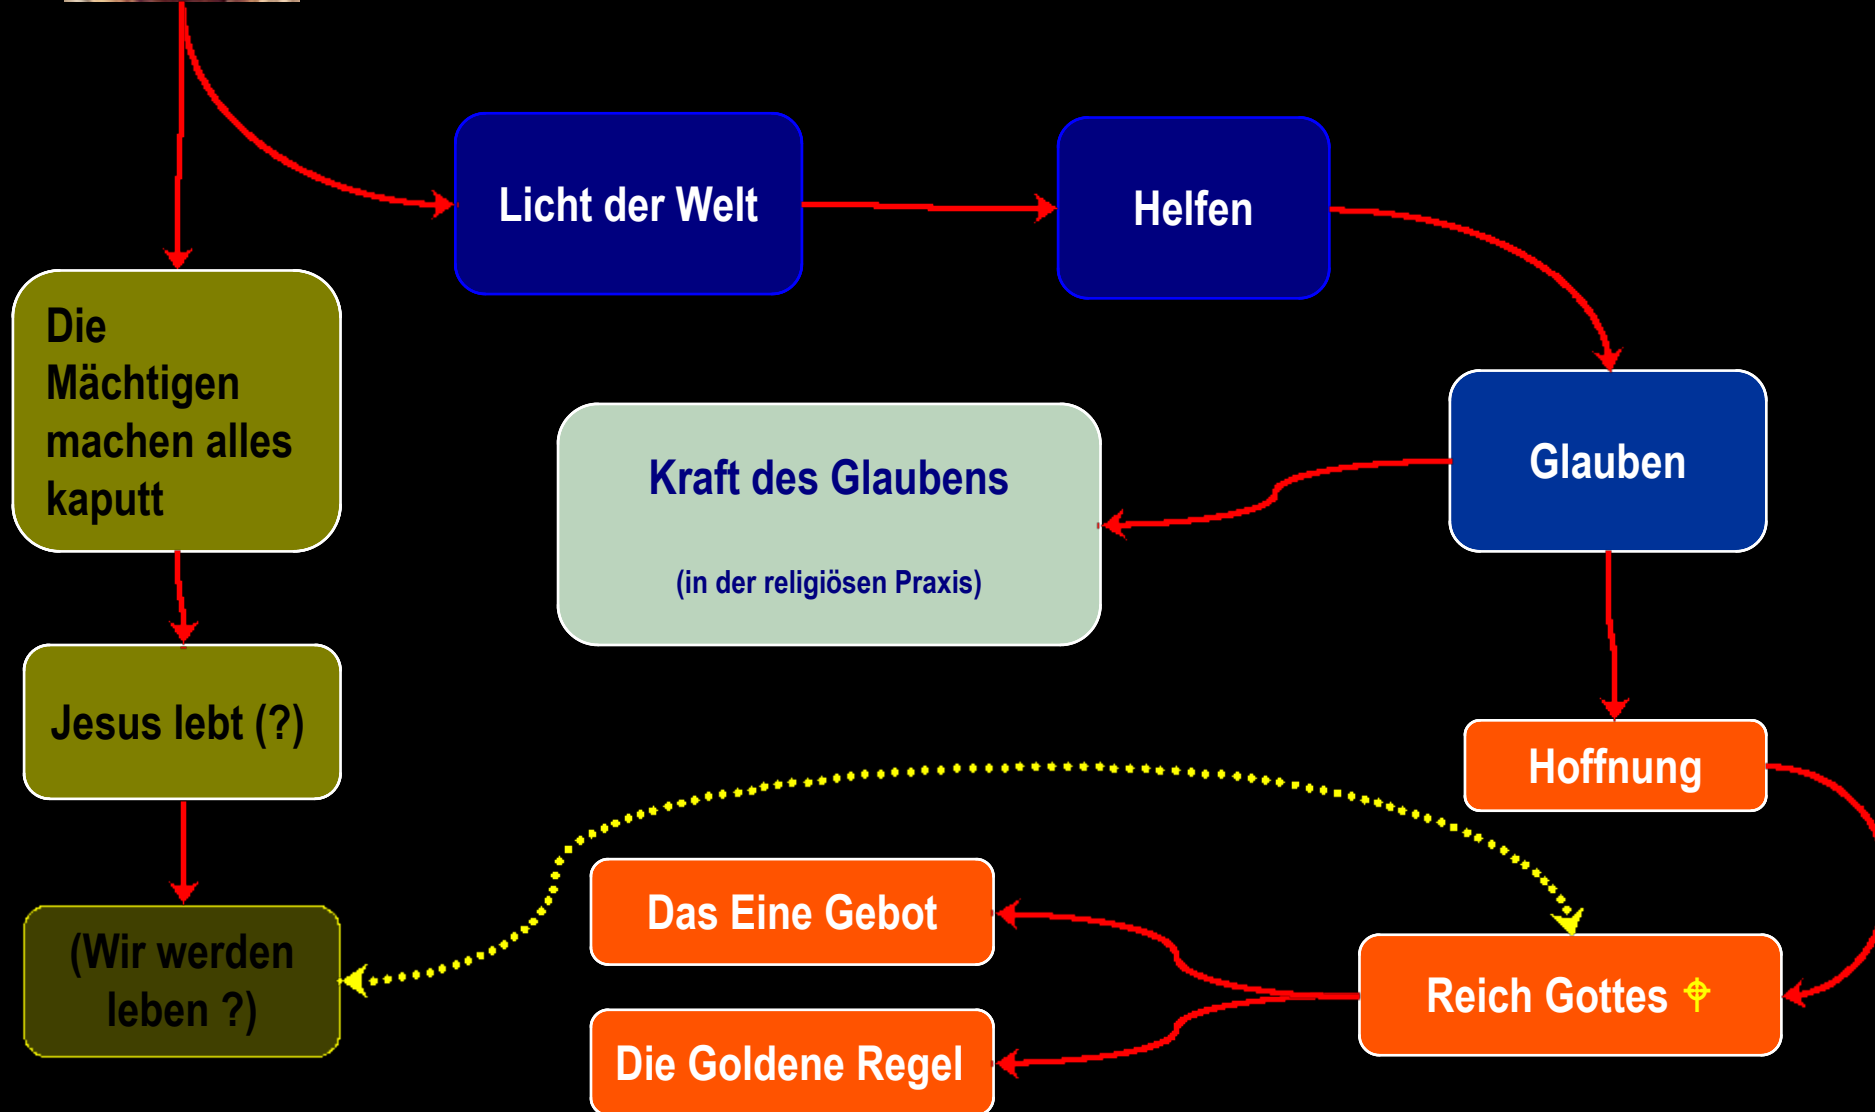 Licht der Welt
Helfen
Die
Mächtigen
machen alles
kaputt
Kraft des Glaubens
(in der religiösen Praxis)
Glauben
Jesus lebt (?)
Hoffnung
Das Eine Gebot
(Wir werden
leben ?)
Reich Gottes
Die Goldene Regel